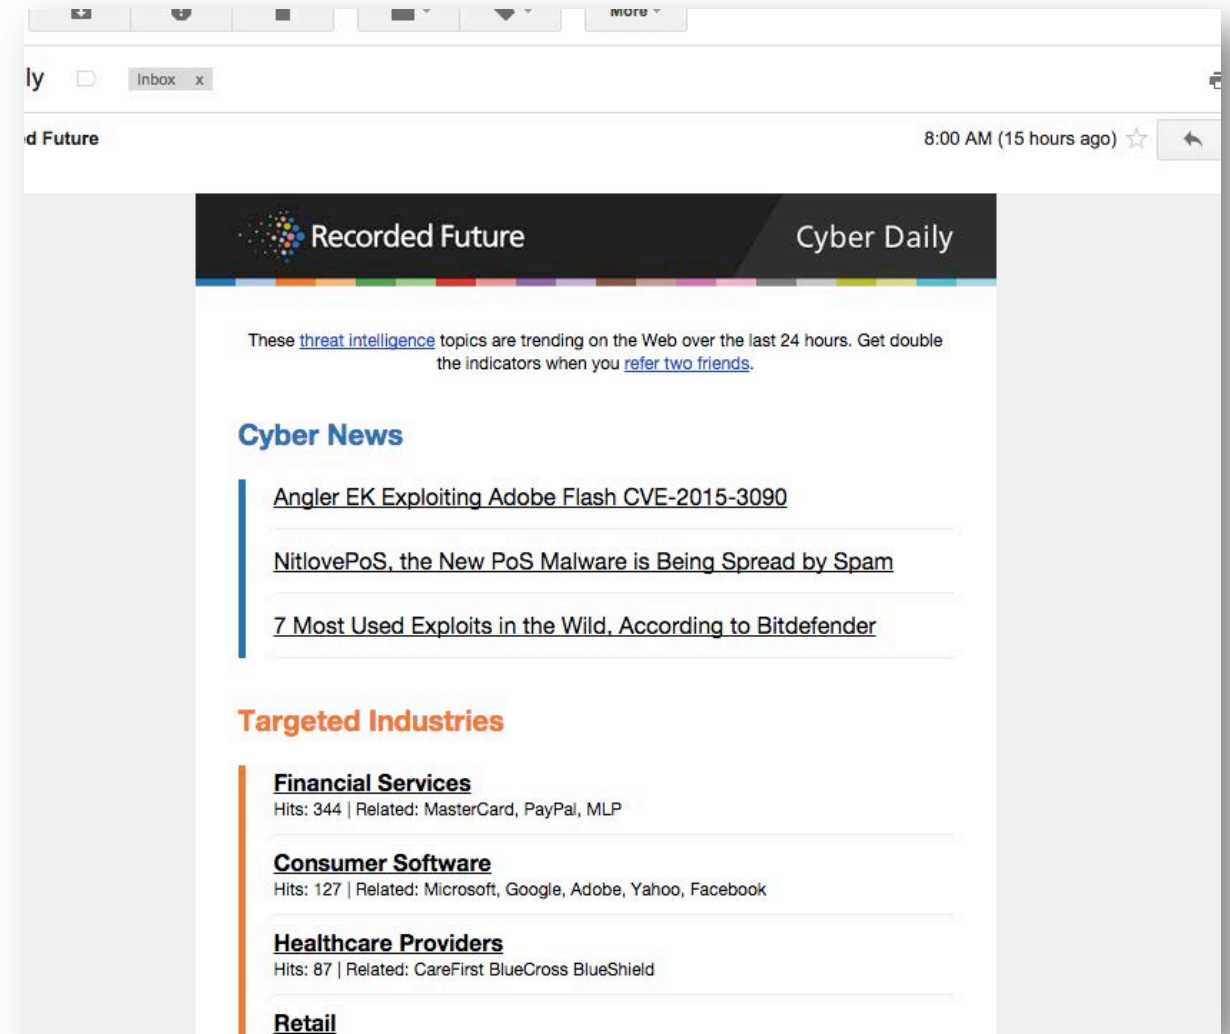 More
ly
Inbox x
d Future
8:00 AM (15 hours ago)
Recorded Future
Cyber Daily
These threat intelligence topics are trending on the Web over the last 24 hours. Get double
the indicators when you refer two friends.
Cyber News
Angler EK Exploiting Adobe Flash CVE-2015-3090
NitlovePoS, the New PoS Malware is Being Spread by Spam
7 Most Used Exploits in the Wild, According to Bitdefender
Targeted Industries
Financial Services
Hits: 344 | Related: MasterCard, PayPal, MLP
Consumer Software
Hits: 127 | Related: Microsoft, Google, Adobe, Yahoo, Facebook
Healthcare Providers
Hits: 87 | Related: CareFirst BlueCross BlueShield
Retail